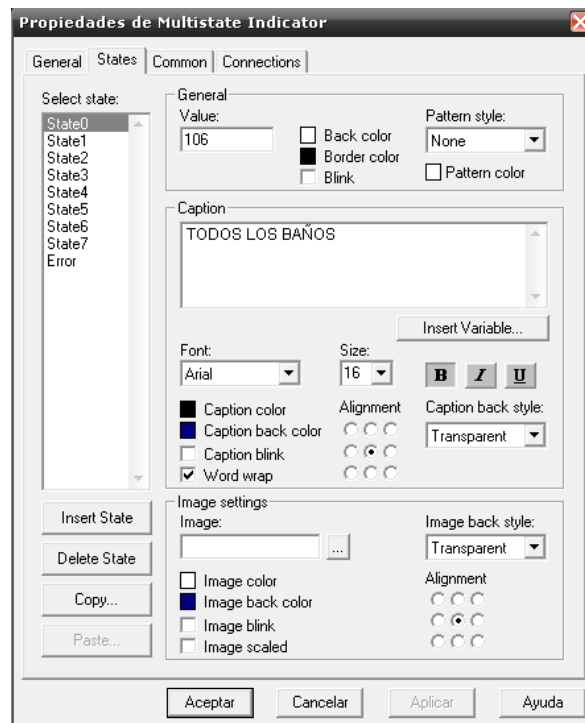 Propiedades de Multistate Indicator
General States Common Connections
Select state:
State0
State1
State2
State3
State4
State5
State6
State7
Error
Insert State
Delete State
Copy...
Paste...
General
Value:
106
Back color
Border color
Blink
Pattern style:
None
Pattern color
Caption
TODOS LOS BAÑOS
Insert Variable...
Font:
Arial
Size:
16
B I U
Caption color
Caption back color
Caption blink
Word wrap
Alignment
Caption back style:
Transparent
Image settings
Image:
...
Image color
Image back color
Image blink
Image scaled
Image back style:
Transparent
Alignment
Aceptar Cancelar Aplicar Ayuda